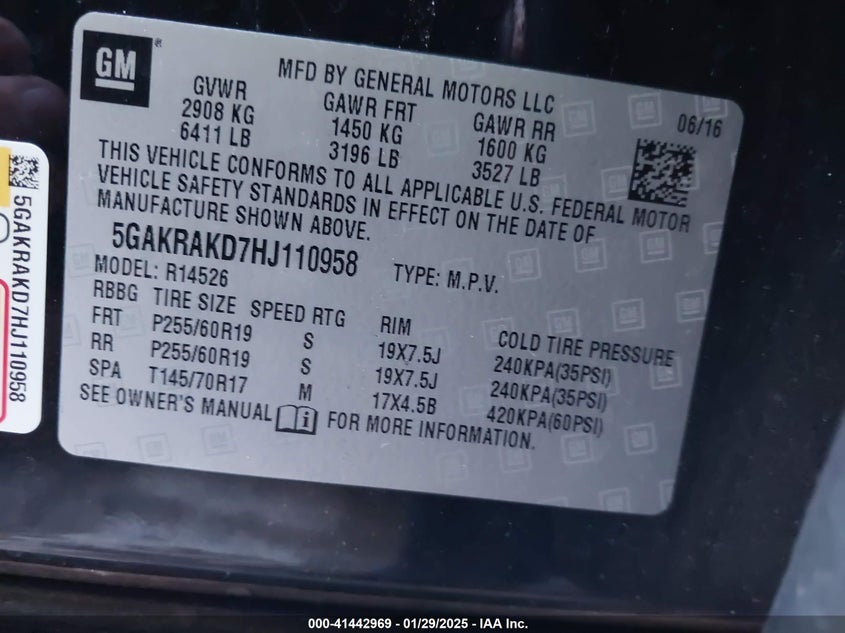 GM
MFD BY GENERAL MOTORS LLC
GVWR GAWR FRT GAWR RR 06/16
2908 KG 1450 KG 1600 KG
6411 LB 3196 LB 3527 LB
THIS VEHICLE CONFORMS TO ALL APPLICABLE U.S. FEDERAL MOTOR
VEHICLE SAFETY STANDARDS IN EFFECT ON THE DATE OF
MANUFACTURE SHOWN ABOVE.
5GAKRAKD7HJ110958 TYPE: M.P.V.
MODEL: R14526
RBBG TIRE SIZE SPEED RTG RIM COLD TIRE PRESSURE
FRT P255/60R19 S 19X7.5J 240KPA(35PSI)
RR P255/60R19 S 19X7.5J 240KPA(35PSI)
SPA T145/70R17 M 17X4.5B 420KPA(60PSI)
SEE OWNER'S MANUAL FOR MORE INFORMATION.
5GAKRAKD7HJ110958
000-41442969 - 01/29/2025 - IAA Inc.